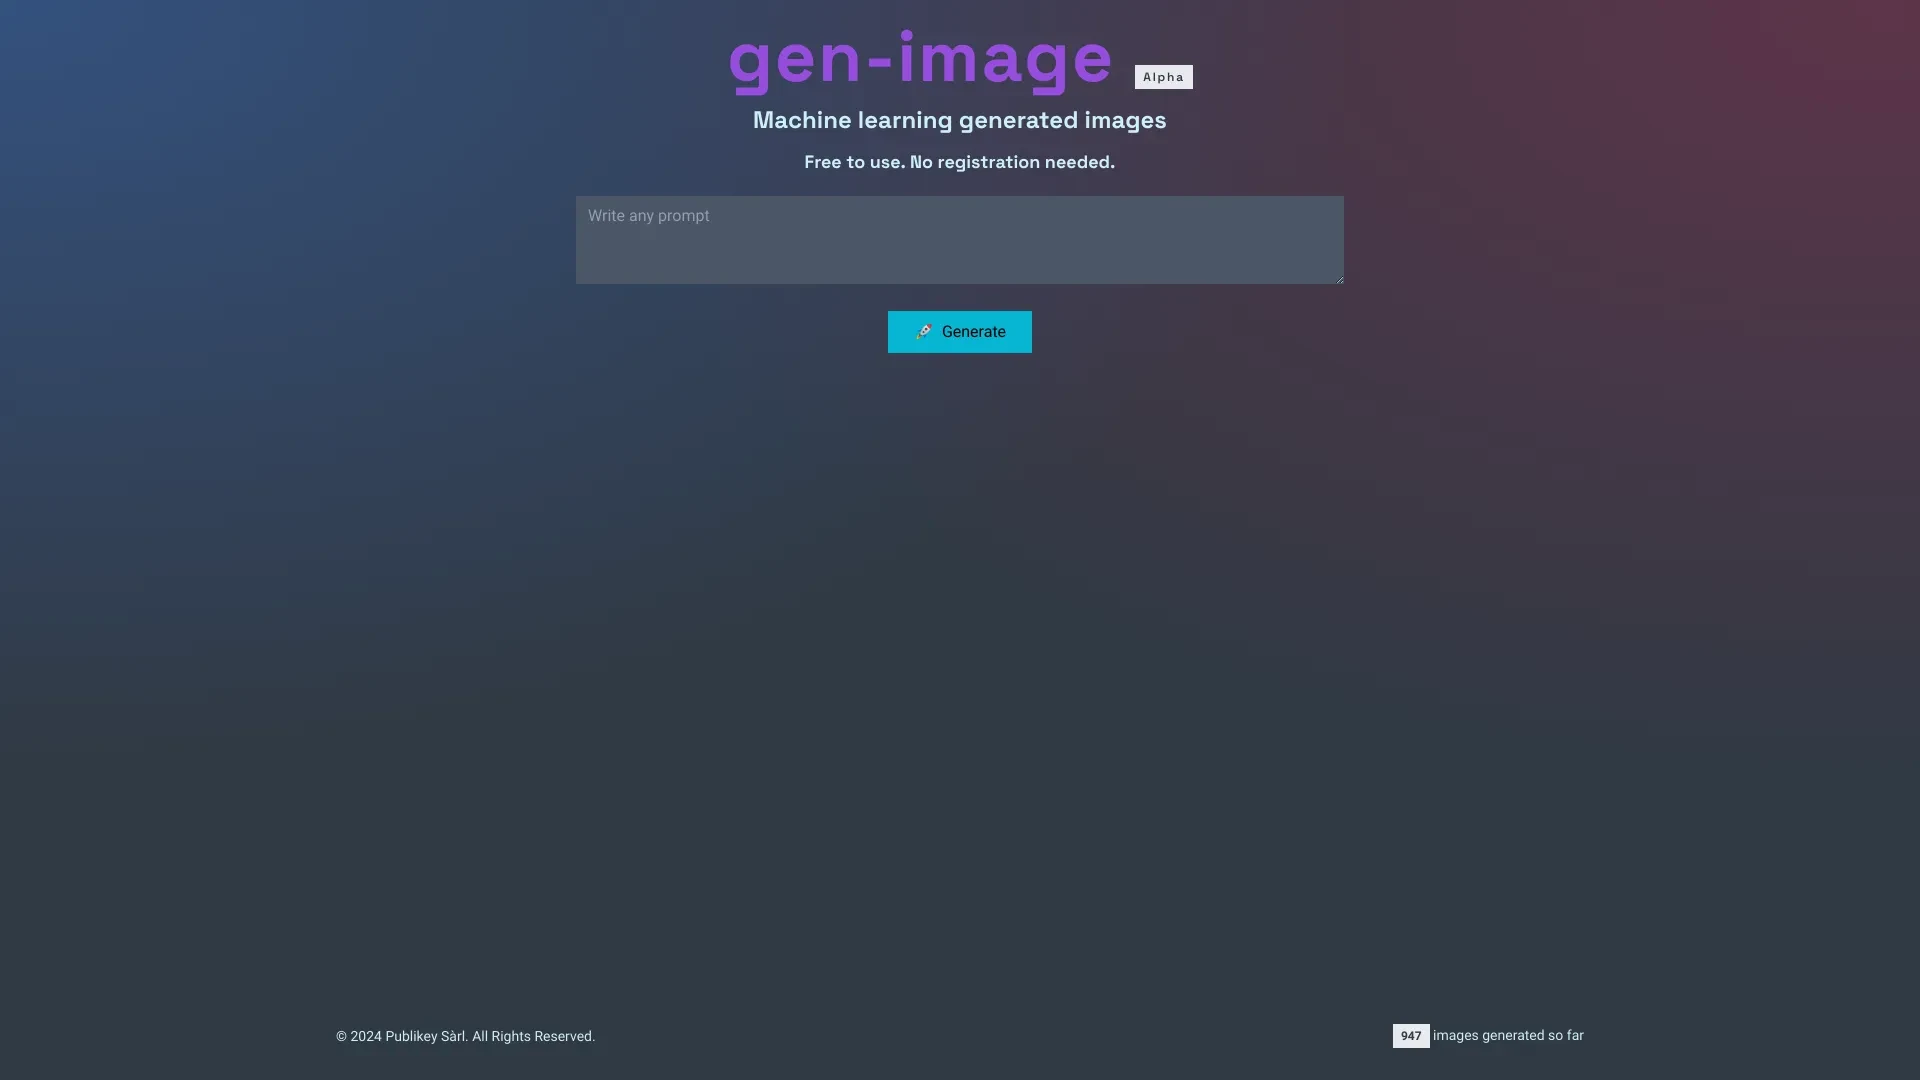 gen-image Alpha
Machine learning generated images
Free to use. No registration needed.
Write any prompt
🚀 Generate
© 2024 Publikey Sàrl. All Rights Reserved.
947 images generated so far